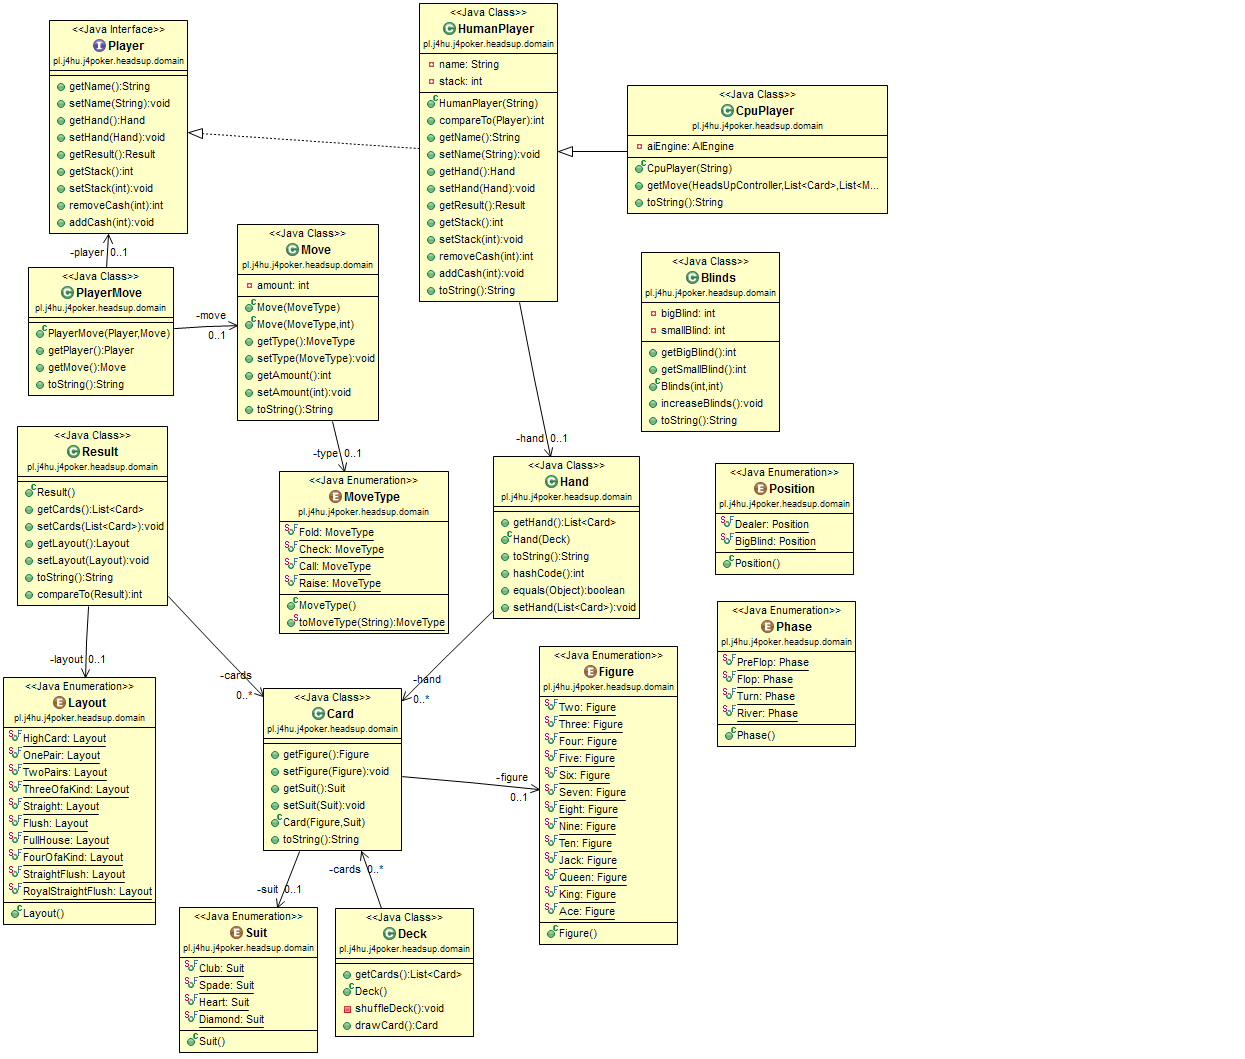 <<Java Interface>>
Player
pl.j4hu.j4poker.headsup.domain
getName():String
setName(String):void
getHand():Hand
setHand(Hand):void
getResult():Result
getStack():int
setStack(int):void
removeCash(int):int
addCash(int):void
<<Java Class>>
HumanPlayer
pl.j4hu.j4poker.headsup.domain
name: String
stack: int
HumanPlayer(String)
compareTo(Player):int
getName():String
setName(String):void
getHand():Hand
setHand(Hand):void
getResult():Result
getStack():int
setStack(int):void
removeCash(int):int
addCash(int):void
toString():String
<<Java Class>>
CpuPlayer
pl.j4hu.j4poker.headsup.domain
aiEngine: AIEngine
CpuPlayer(String)
getMove(HeadsUpController,List<Card>,List<M...
toString():String
-player 0..1
<<Java Class>>
PlayerMove
pl.j4hu.j4poker.headsup.domain
PlayerMove(Player,Move)
getPlayer():Player
getMove():Move
toString():String
-move
0..1
<<Java Class>>
Move
pl.j4hu.j4poker.headsup.domain
amount: int
Move(MoveType)
Move(MoveType,int)
getType():MoveType
setType(MoveType):void
getAmount():int
setAmount(int):void
toString():String
<<Java Class>>
Blinds
pl.j4hu.j4poker.headsup.domain
bigBlind: int
smallBlind: int
getBigBlind():int
getSmallBlind():int
Blinds(int,int)
increaseBlinds():void
toString():String
<<Java Class>>
Result
pl.j4hu.j4poker.headsup.domain
Result()
getCards():List<Card>
setCards(List<Card>):void
getLayout():Layout
setLayout(Layout):void
toString():String
compareTo(Result):int
-type 0..1
<<Java Enumeration>>
MoveType
pl.j4hu.j4poker.headsup.domain
Fold: MoveType
Check: MoveType
Call: MoveType
Raise: MoveType
MoveType()
toMoveType(String):MoveType
-hand 0..1
<<Java Class>>
Hand
pl.j4hu.j4poker.headsup.domain
getHand():List<Card>
Hand(Deck)
toString():String
hashCode():int
equals(Object):boolean
setHand(List<Card>):void
<<Java Enumeration>>
Position
pl.j4hu.j4poker.headsup.domain
Dealer: Position
BigBlind: Position
Position()
<<Java Enumeration>>
Phase
pl.j4hu.j4poker.headsup.domain
PreFlop: Phase
Flop: Phase
Turn: Phase
River: Phase
Phase()
-layout 0..1
<<Java Enumeration>>
Layout
pl.j4hu.j4poker.headsup.domain
HighCard: Layout
OnePair: Layout
TwoPairs: Layout
ThreeOfaKind: Layout
Straight: Layout
Flush: Layout
FullHouse: Layout
FourOfaKind: Layout
StraightFlush: Layout
RoyalStraightFlush: Layout
Layout()
-cards
0..*
-hand
0..*
<<Java Class>>
Card
pl.j4hu.j4poker.headsup.domain
getFigure():Figure
setFigure(Figure):void
getSuit():Suit
setSuit(Suit):void
Card(Figure,Suit)
toString():String
-figure
0..1
<<Java Enumeration>>
Figure
pl.j4hu.j4poker.headsup.domain
Two: Figure
Three: Figure
Four: Figure
Five: Figure
Six: Figure
Seven: Figure
Eight: Figure
Nine: Figure
Ten: Figure
Jack: Figure
Queen: Figure
King: Figure
Ace: Figure
Figure()
-suit 0..1
<<Java Enumeration>>
Suit
pl.j4hu.j4poker.headsup.domain
Club: Suit
Spade: Suit
Heart: Suit
Diamond: Suit
Suit()
-cards 0..*
<<Java Class>>
Deck
pl.j4hu.j4poker.headsup.domain
getCards():List<Card>
Deck()
shuffleDeck():void
drawCard():Card